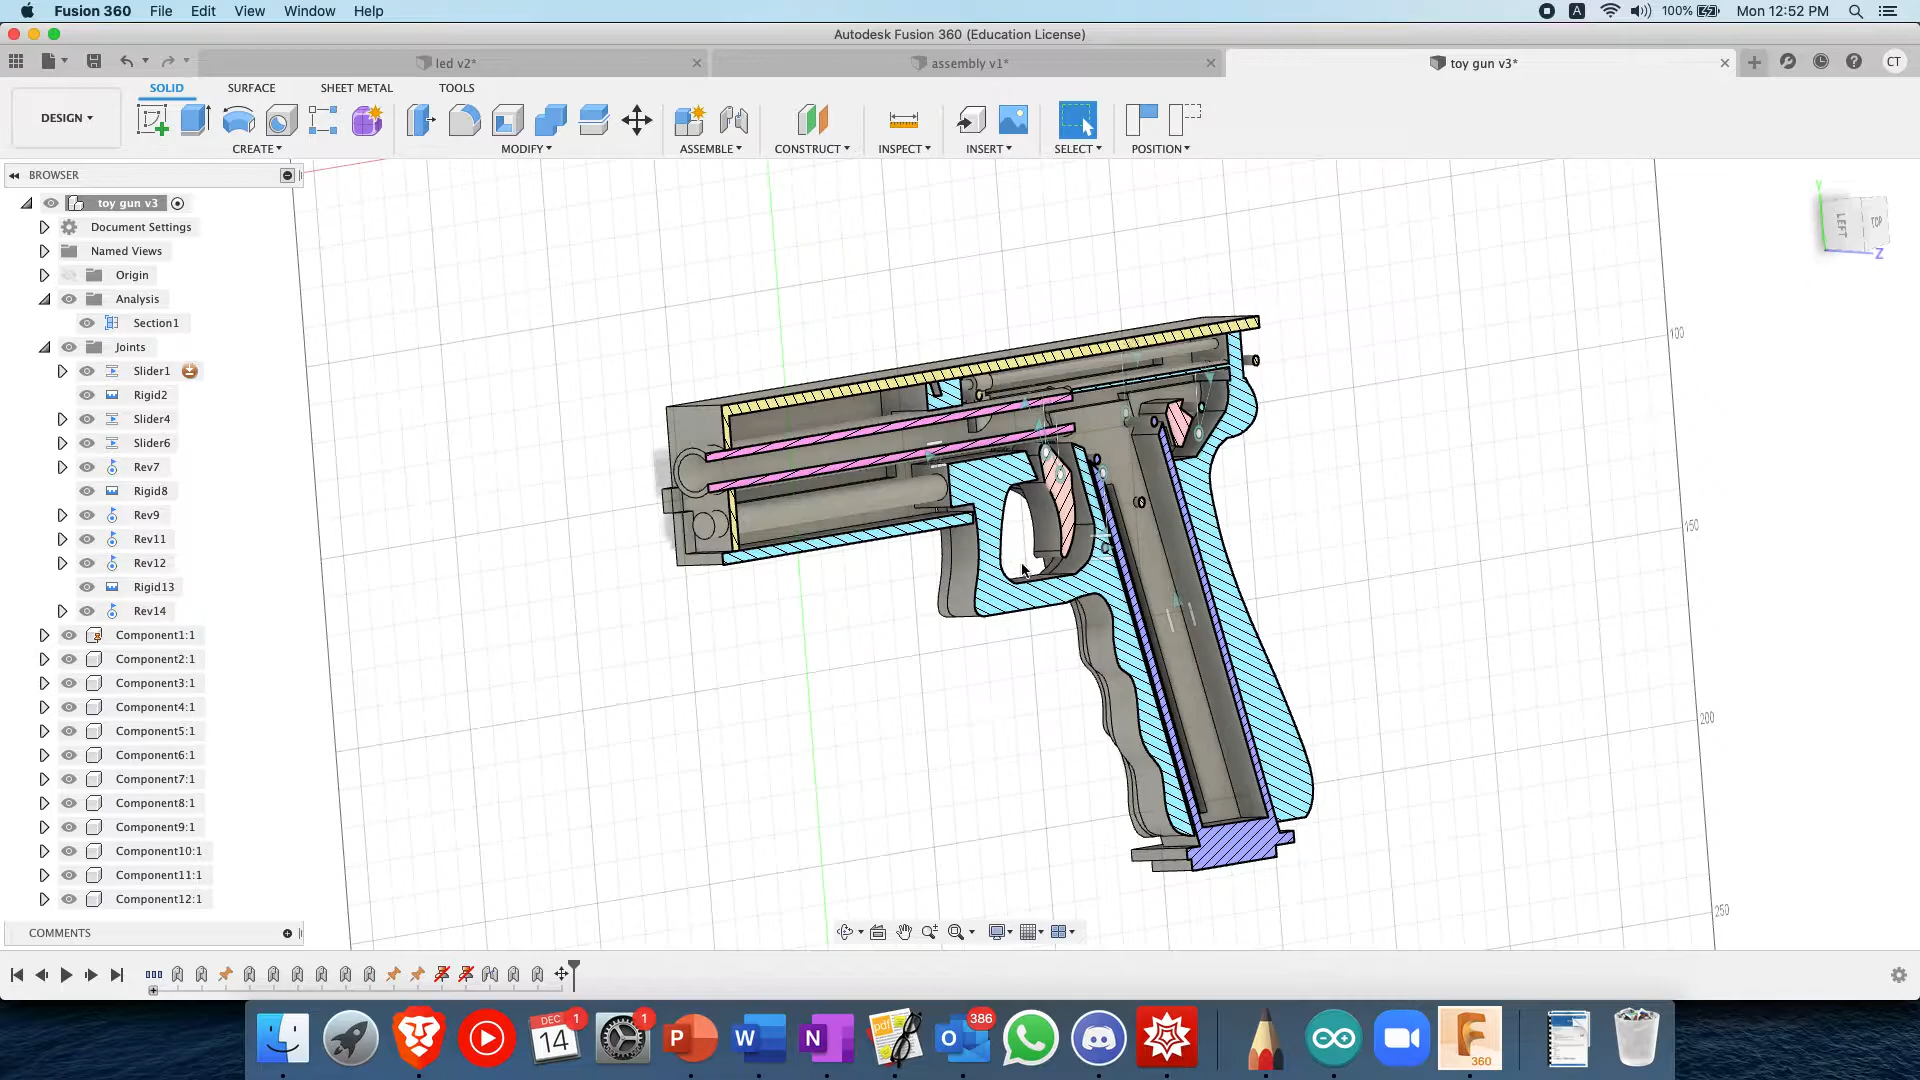 Fusion 360 File Edit View Window Help A 100% Mon 12:52 PM
Autodesk Fusion 360 (Education License)
led v2* assembly v1* toy gun v3* CT
SOLID SURFACE SHEET METAL TOOLS
DESIGN
CREATE MODIFY ASSEMBLE CONSTRUCT INSPECT INSERT SELECT POSITION
BROWSER
toy gun v3
Document Settings
Named Views
Origin
Analysis
Section1
Joints
Slider1
Rigid2
Slider4
Slider6
Rev7
Rigid8
Rev9
Rev11
Rev12
Rigid13
Rev14
Component1:1
Component2:1
Component3:1
Component4:1
Component5:1
Component6:1
Component7:1
Component8:1
Component9:1
Component10:1
Component11:1
Component12:1
Y
LEFT
TOP
Z
100
150
200
250
COMMENTS
386
DEC 1
14
1
P
W
N
pdf
O
360